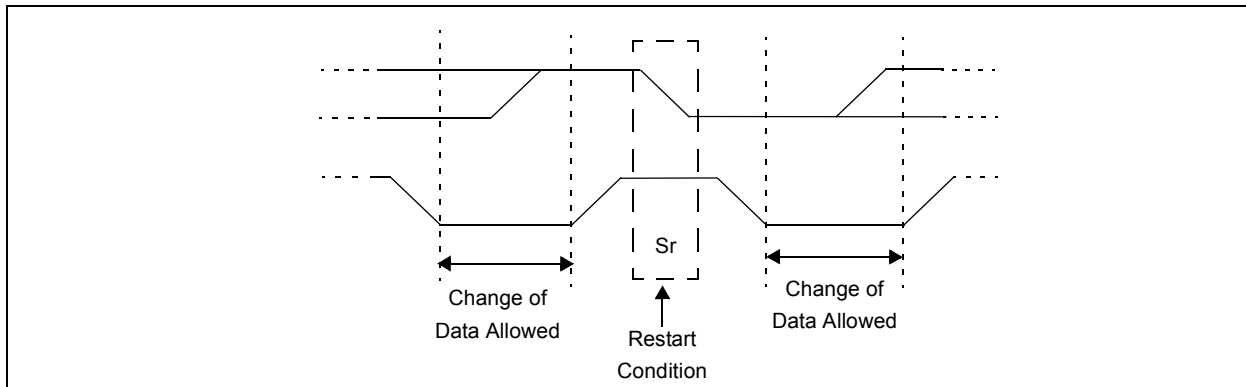 Sr
Change of
Data Allowed
Restart
Condition
Change of
Data Allowed